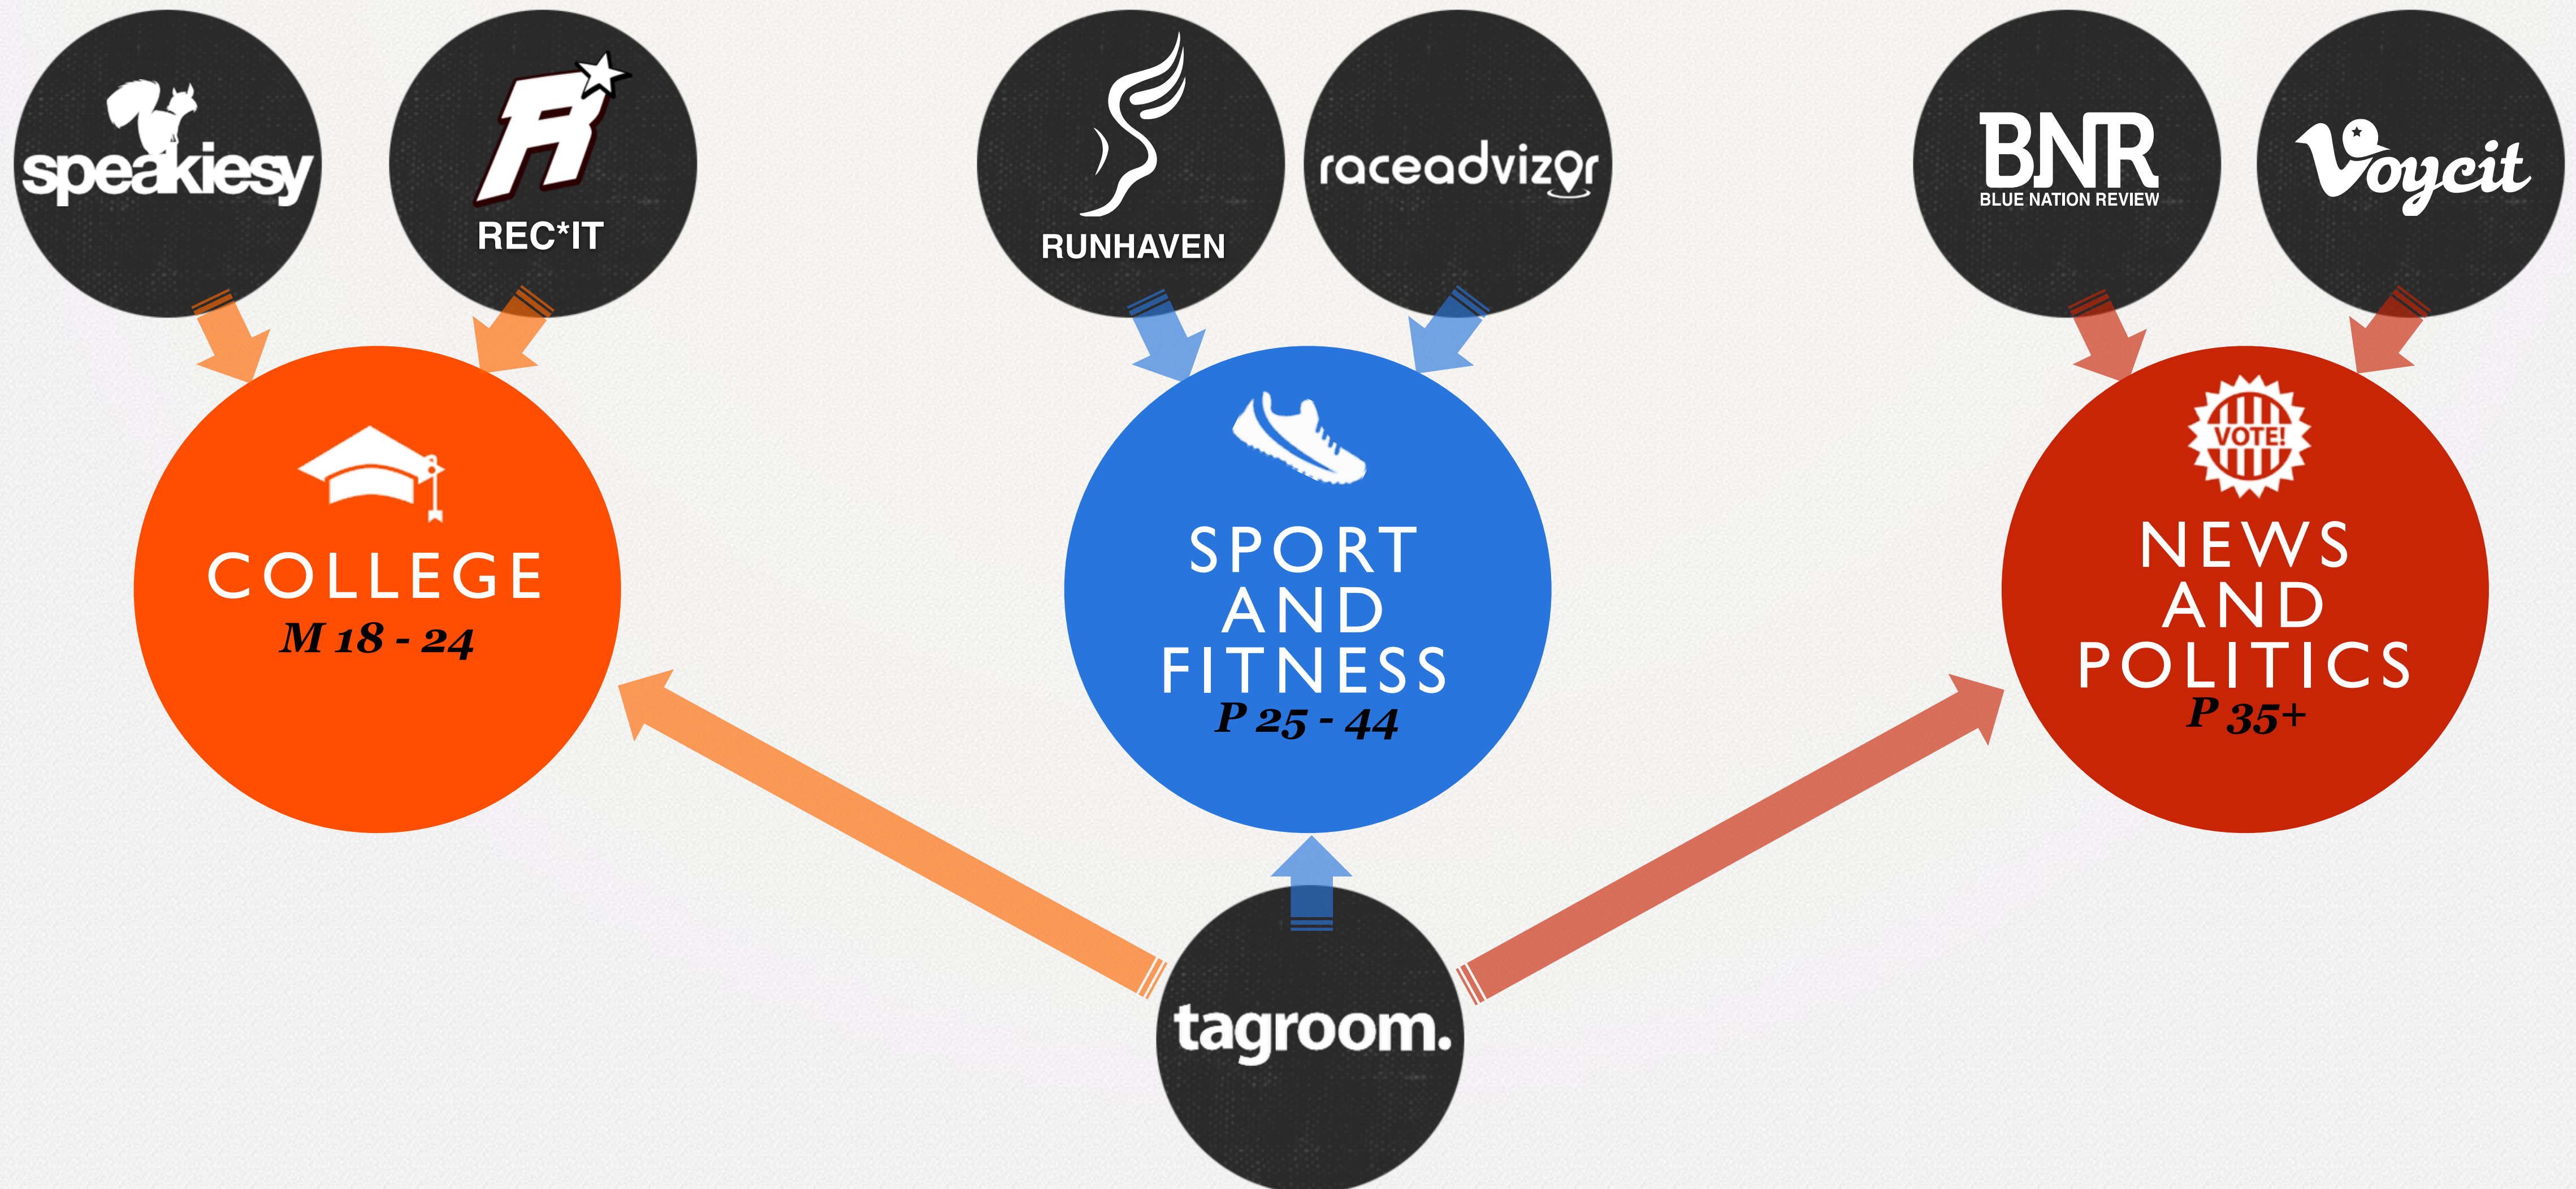 speakiesy
REC*IT
RUNHAVEN
raceadvizor
BNR
BLUE NATION REVIEW
Voycit
COLLEGE
M 18 - 24
SPORT
AND
FITNESS
P 25 - 44
VOTE!
NEWS
AND
POLITICS
P 35+
tagroom.